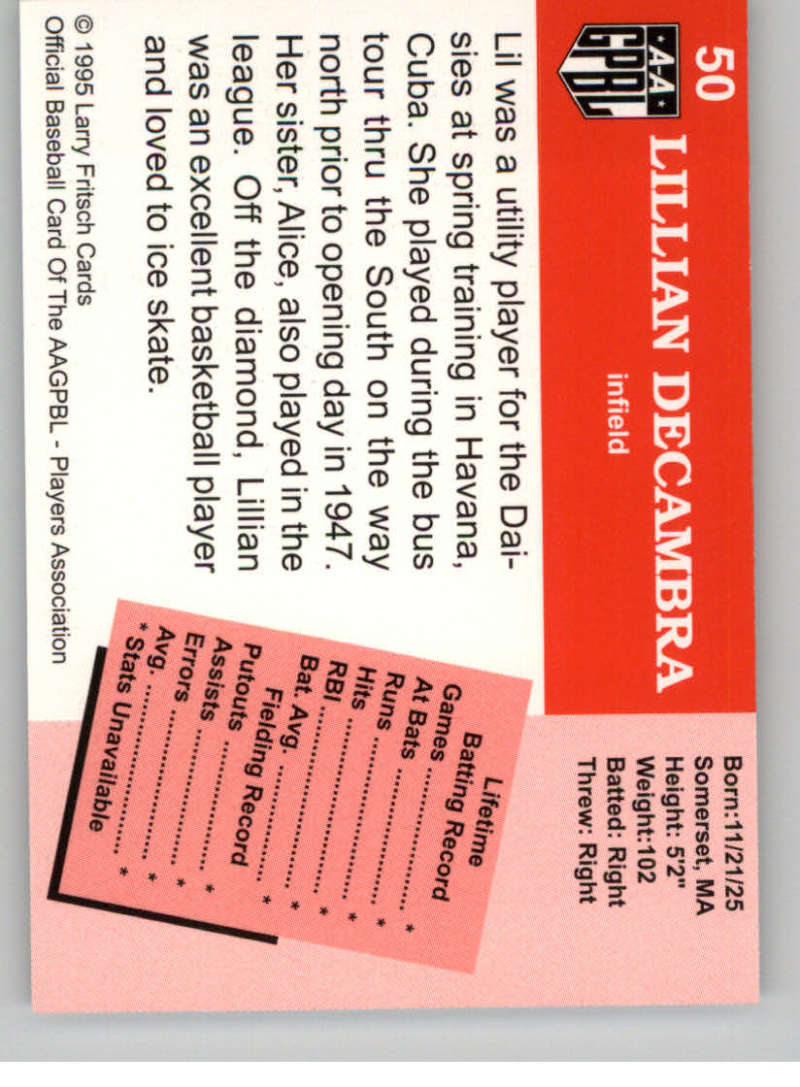 50
A-A
GPBL
LILLIAN DECAMBRA
infield
Born:11/21/25
Somerset, MA
Height: 5'2"
Weight:102
Batted: Right
Threw: Right
Lil was a utility player for the Dai-
sies at spring training in Havana,
Cuba. She played during the bus
tour thru the South on the way
north prior to opening day in 1947.
Her sister, Alice, also played in the
league. Off the diamond, Lillian
was an excellent basketball player
and loved to ice skate.
Lifetime
Batting Record
Games .......................... *
At Bats .......................... *
Runs .............................. *
Hits ................................ *
RBI ................................. *
Bat. Avg. ........................ *
Fielding Record
Putouts .......................... *
Assists .......................... *
Errors ............................ *
Avg. ............................... *
* Stats Unavailable
© 1995 Larry Fritsch Cards
Official Baseball Card Of The AAGPBL - Players Association